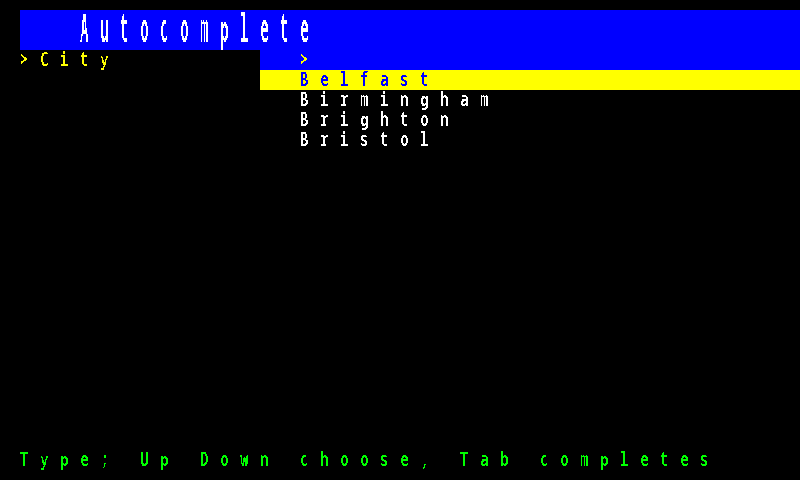 Autocomplete
> City >
Belfast
Birmingham
Brighton
Bristol
Type; Up Down choose, Tab completes